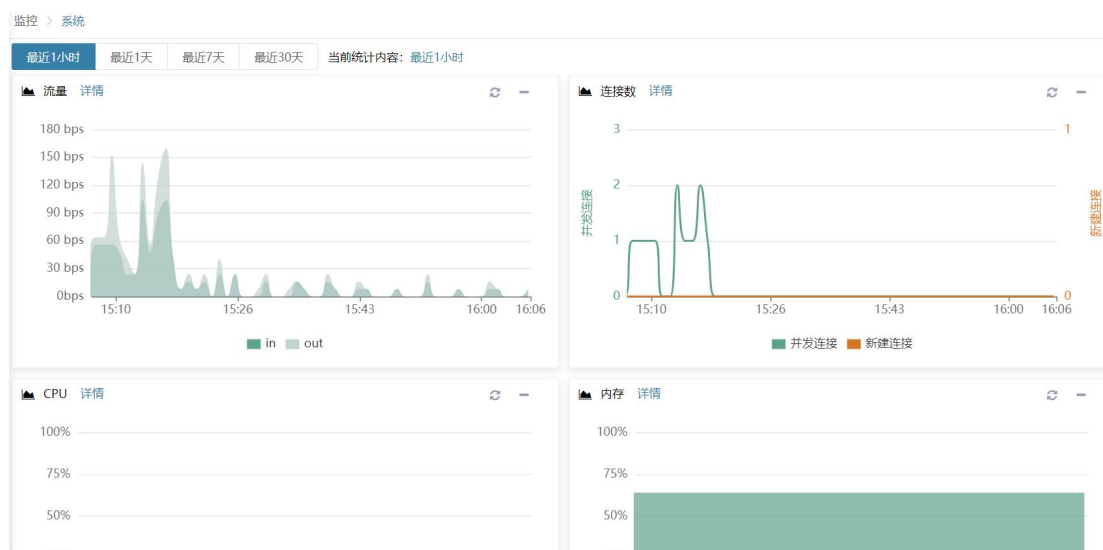 监控 > 系统
最近1小时 最近1天 最近7天 最近30天 当前统计内容：最近1小时
流量 详情
180 bps
150 bps
120 bps
90 bps
60 bps
30 bps
0bps
15:10 15:26 15:43 16:00 16:06
in out
连接数 详情
3 1
2
1
0 0
并发连接
新建连接
15:10 15:26 15:43 16:00 16:06
并发连接 新建连接
CPU 详情
100%
75%
50%
内存 详情
100%
75%
50%